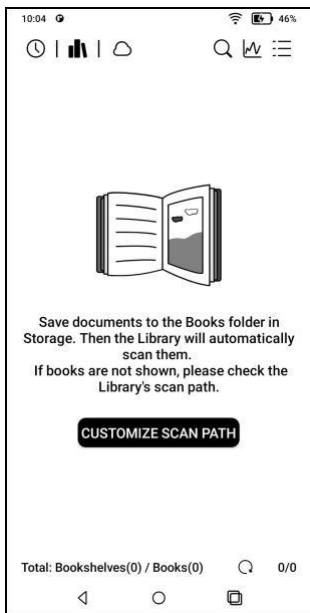 10:04
46%
Save documents to the Books folder in
Storage. Then the Library will automatically
scan them.
If books are not shown, please check the
Library's scan path.
CUSTOMIZE SCAN PATH
Total: Bookshelves(0) / Books(0)
0/0